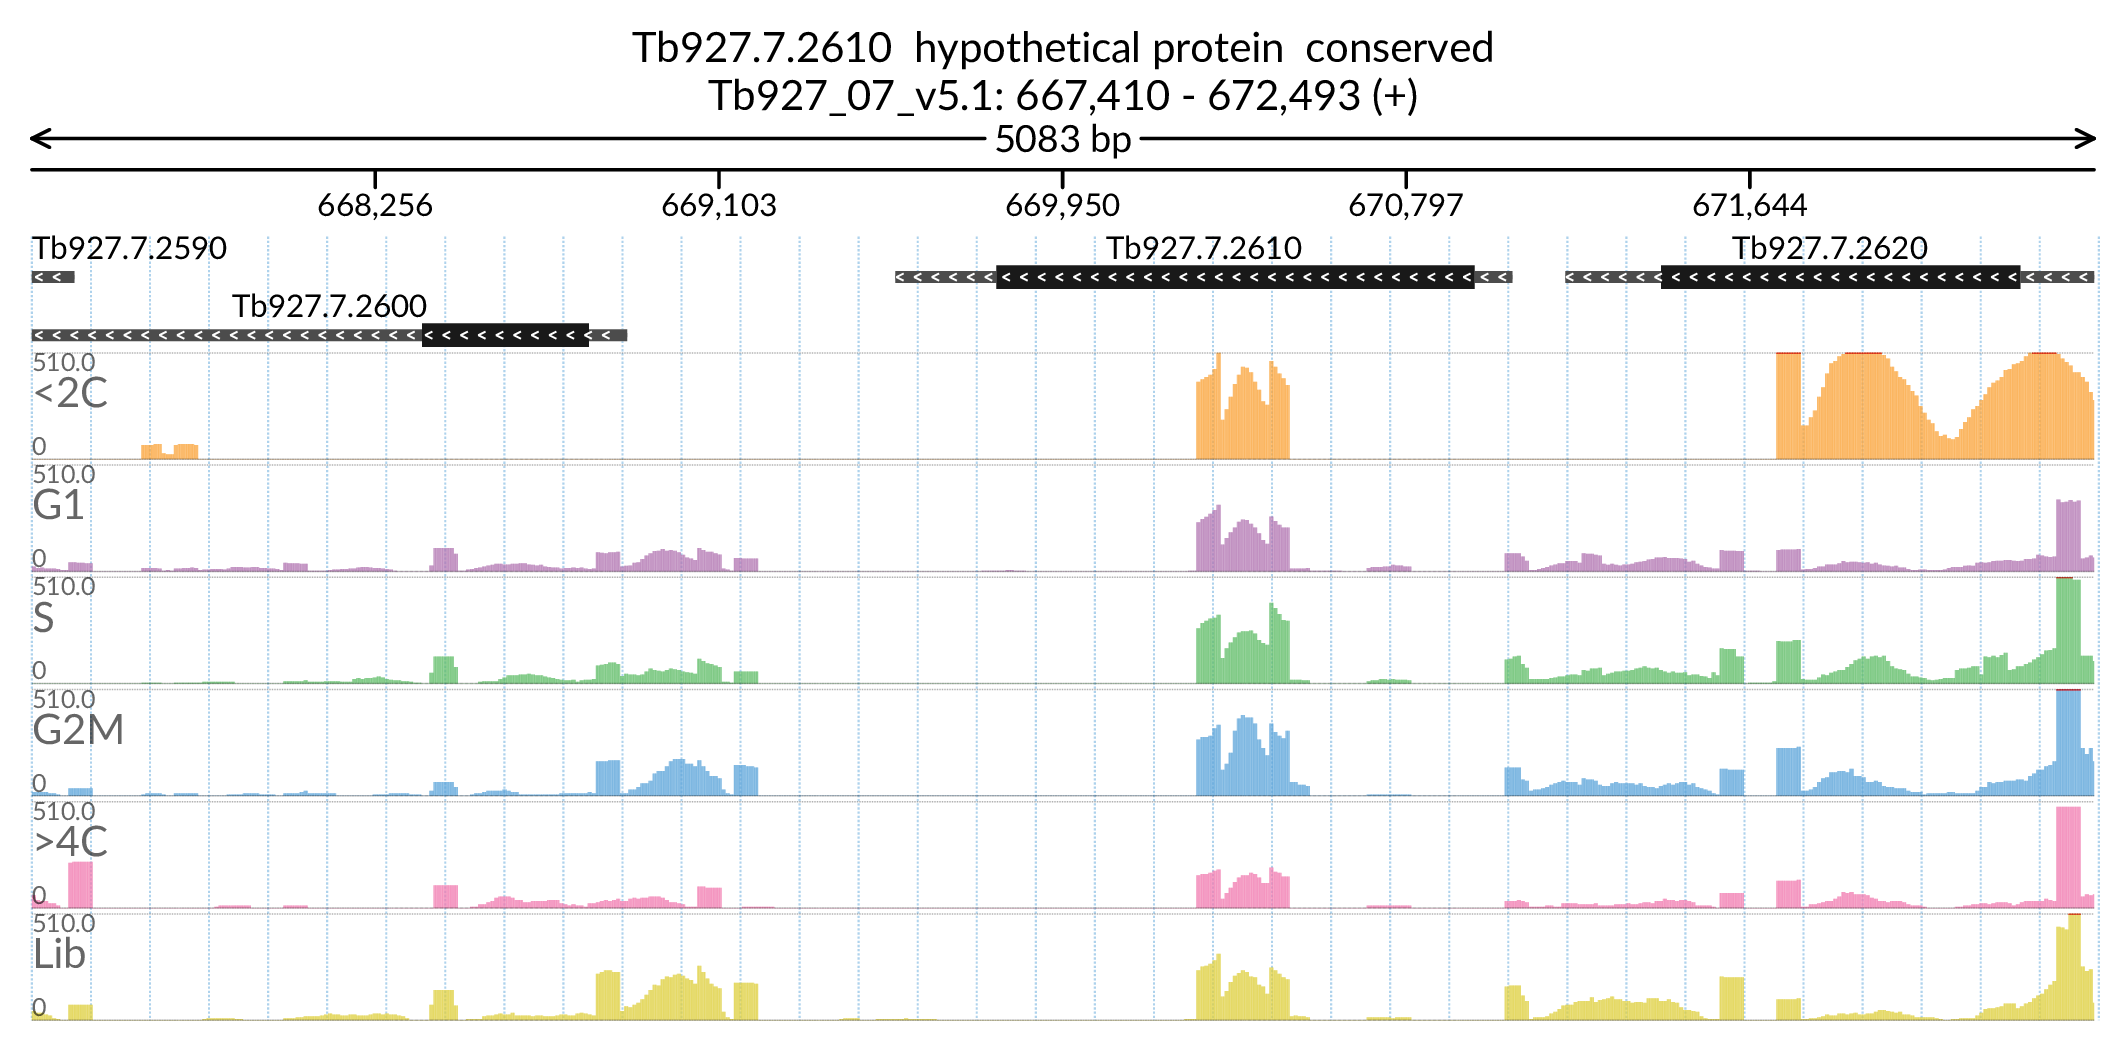 Tb927.7.2610 hypothetical protein conserved
Tb927_07_v5.1: 667,410 - 672,493 (+)
5083 bp
668,256 669,103 669,950 670,797 671,644
Tb927.7.2590 Tb927.7.2610 Tb927.7.2620
Tb927.7.2600
510.0
<2C
0
510.0
G1
0
510.0
S
0
510.0
G2M
0
510.0
>4C
0
510.0
Lib
0